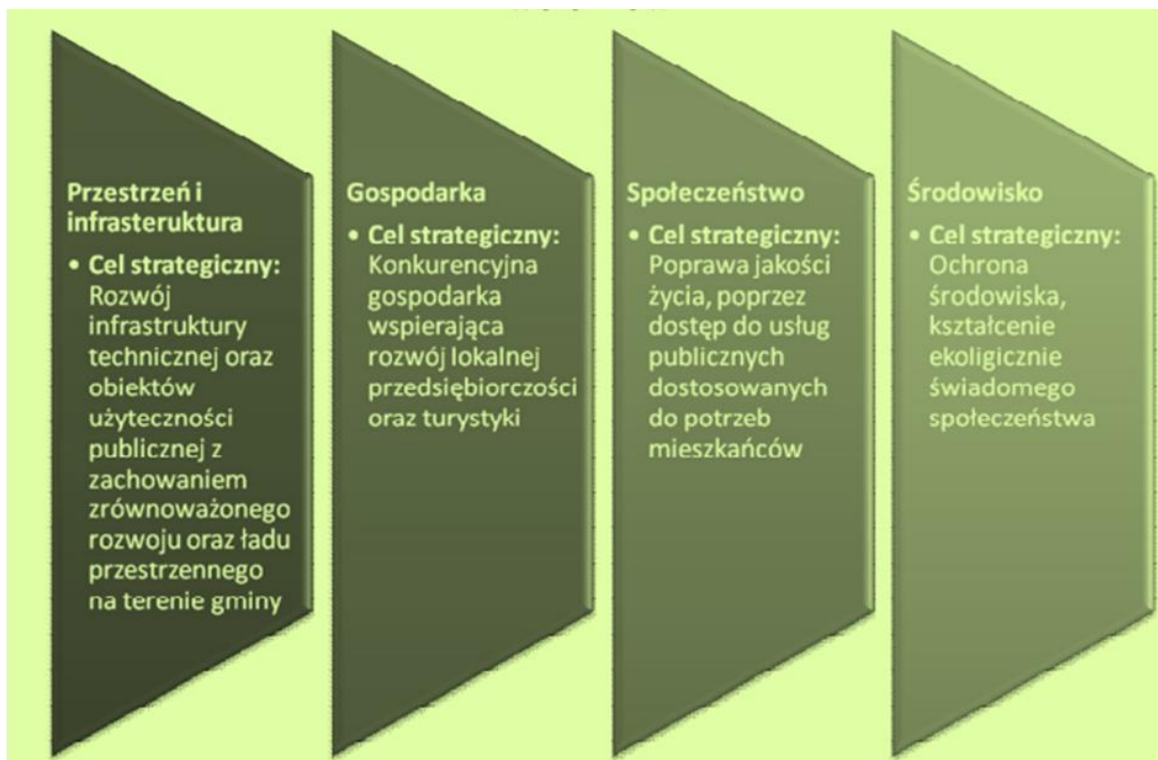 Przestrzeń i
infrasteruktura
• Cel strategiczny:
Rozwój
infrastruktury
technicznej oraz
obiektów
użyteczności
publicznej z
zachowaniem
zrównoważonego
rozwoju oraz ładu
przestrzennego
na terenie gminy
Gospodarka
• Cel strategiczny:
Konkurencyjna
gospodarka
wspierająca
rozwój lokalnej
przedsiębiorczości
oraz turystyki
Społeczeństwo
• Cel strategiczny:
Poprawa jakości
życia, poprzez
dostęp do usług
publicznych
dostosowanych
do potrzeb
mieszkańców
Środowisko
• Cel strategiczny:
Ochrona
środowiska,
kształcenie
ekoligicznie
świadomego
społeczeństwa